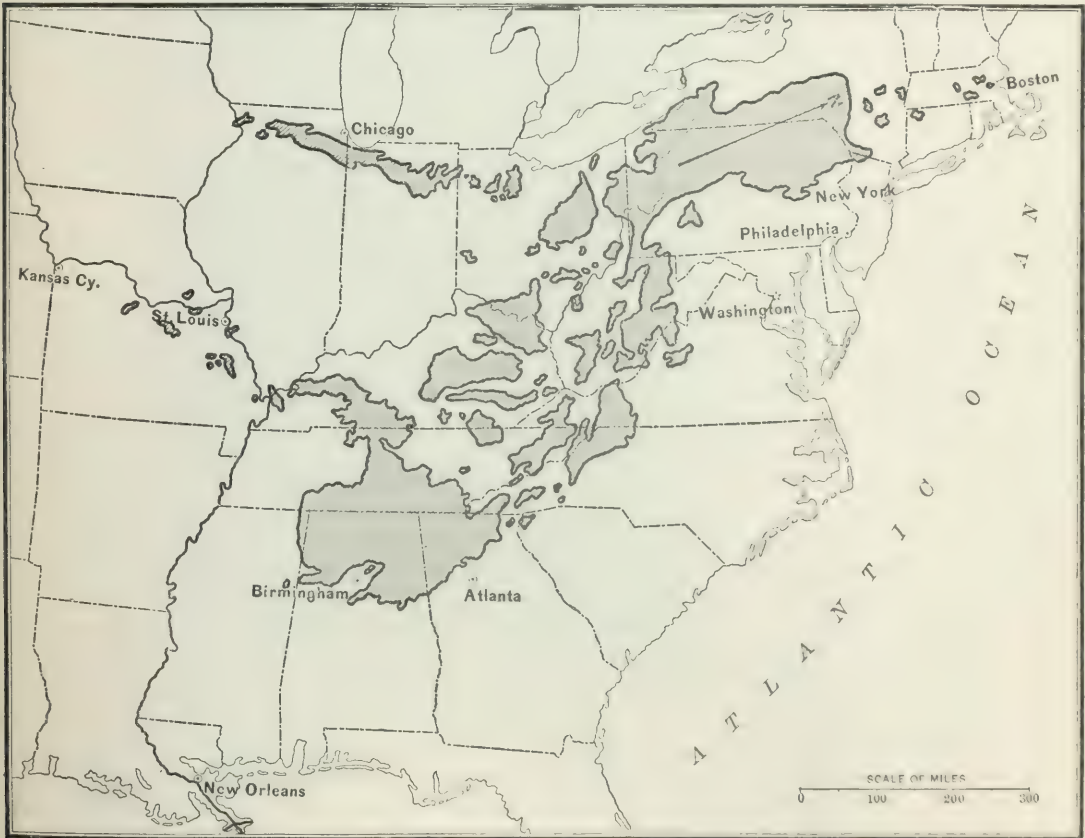 Boston
Chicago
New York
Philadelphia
Kansas Cy.
Washington
St. Louis
Birmingham
Atlanta
ATLANTIC OCEAN
New Orleans
SCALE OF MILES
0 100 200 300